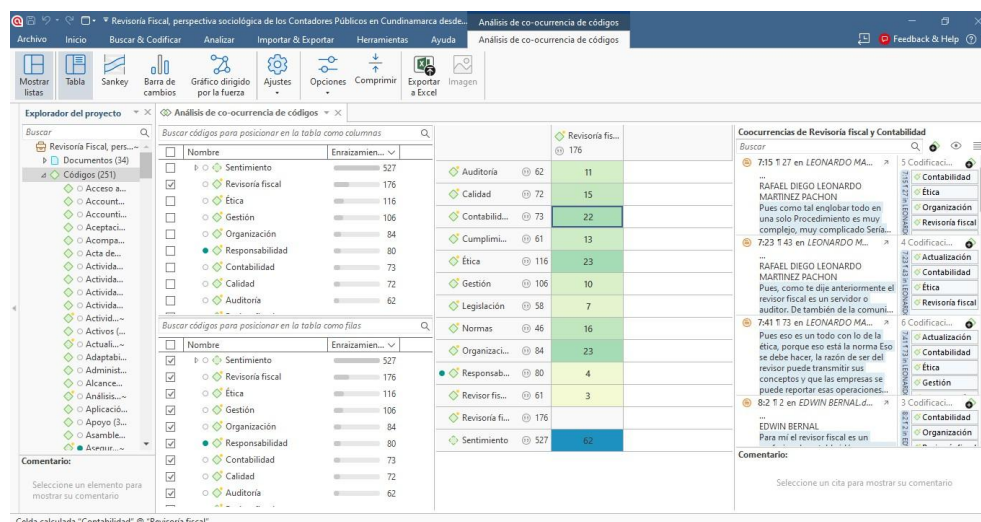 Revisoría Fiscal, perspectiva sociológica de los Contadores Públicos en Cundinamarca desde...
Análisis de co-ocurrencia de códigos
Archivo Inicio Buscar & Codificar Analizar Importar & Exportar Herramientas Ayuda Análisis de co-ocurrencia de códigos Feedback & Help
Mostrar listas
Tabla
Sankey
Barra de cambios
Gráfico dirigido por la fuerza
Ajustes
Opciones
Comprimir
Exportar a Excel
Imagen
Explorador del proyecto
Buscar
Revisoría Fiscal, pers...~
Documentos (34)
Códigos (251)
Acceso a...
Account...
Accounti...
Aceptaci...
Acompa...
Acta de...
Activida...
Activida...
Activida...
Activida...
Activid...~
Activos (...
Actuali...~
Adaptabi...
Administ...
Alcance...
Análisis...~
Aplicació...
Apoyo (3...
Asamble...
Asegur...~
Comentario:
Seleccione un elemento para
mostrar su comentario
Análisis de co-ocurrencia de códigos
Buscar códigos para posicionar en la tabla como columnas
Nombre Enraizamien...
Sentimiento 527
Revisoría fiscal 176
Ética 116
Gestión 106
Organización 84
Responsabilidad 80
Contabilidad 73
Calidad 72
Auditoría 62
Buscar códigos para posicionar en la tabla como filas
Nombre Enraizamien...
Sentimiento 527
Revisoría fiscal 176
Ética 116
Gestión 106
Organización 84
Responsabilidad 80
Contabilidad 73
Calidad 72
Auditoría 62
Revisoría fis...
176
Auditoría 62 11
Calidad 72 15
Contabilid... 73 22
Cumplimi... 61 13
Ética 116 23
Gestión 106 10
Legislación 58 7
Normas 46 16
Organizaci... 84 23
Responsab... 80 4
Revisor fis... 61 3
Revisoría fi... 176
Sentimiento 527 62
Coocurrencias de Revisoría fiscal y Contabilidad
Buscar
7:15 ¶ 27 en LEONARDO MA...
...
RAFAEL DIEGO LEONARDO
MARTINEZ PACHON
Pues como tal englobar todo en
una solo Procedimiento es muy
complejo, muy complicado Sería...
5 Codificaci...
Contabilidad
Ética
Organización
Revisoría fiscal
7:23 ¶ 43 en LEONARDO M...
...
RAFAEL DIEGO LEONARDO
MARTINEZ PACHON
Pues, como te dije anteriormente el
revisor fiscal es un servidor o
auditor. De también de la comuni...
4 Codificaci...
Actualización
Contabilidad
Ética
Revisoría fiscal
7:41 ¶ 73 en LEONARDO MA...
Pues eso es un todo con lo de la
ética, porque eso está la norma Eso
se debe hacer, la razón de ser del
revisor puede transmitir sus
conceptos y que las empresas se
puede reportar esas operaciones...
6 Codificaci...
Actualización
Contabilidad
Ética
Gestión
8:2 ¶ 2 en EDWIN BERNAL.d...
...
EDWIN BERNAL
Para mí el revisor fiscal es un
3 Codificaci...
Contabilidad
Organización
Comentario:
Seleccione una cita para mostrar su comentario
Celda calculada "Contabilidad" @ "Revisoría fiscal"